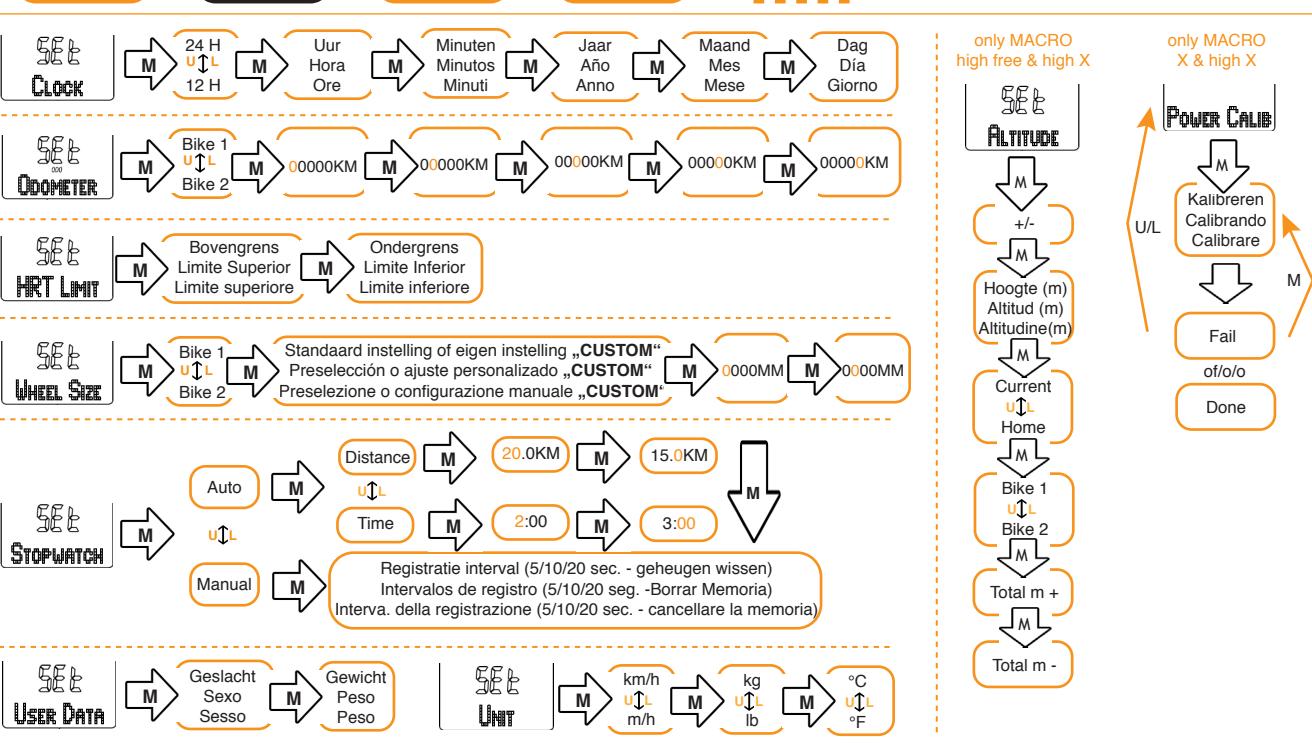 SEt
Clock
M
24 H
U L
12 H
M
Uur
Hora
Ore
M
Minuten
Minutos
Minuti
M
Jaar
Año
Anno
M
Maand
Mes
Mese
M
Dag
Día
Giorno
SEt
ODO
Odometer
M
Bike 1
U L
Bike 2
M
00000KM
M
00000KM
M
00000KM
M
00000KM
M
00000KM
SEt
HRT Limit
M
Bovengrens
Limite Superior
Limite superiore
M
Ondergrens
Limite Inferior
Limite inferiore
SEt
Wheel Size
M
Bike 1
U L
Bike 2
M
Standaard instelling of eigen instelling „CUSTOM“
Preselección o ajuste personalizado „CUSTOM“
Preselezione o configurazione manuale „CUSTOM“
M
0000MM
M
0000MM
SEt
Stopwatch
M
Auto
U L
Manual
M
Distance
U L
Time
M
20.0KM
M
15.0KM
M
2:00
M
3:00
M
M
Registratie interval (5/10/20 sec. - geheugen wissen)
Intervalos de registro (5/10/20 seg. -Borrar Memoria)
Interva. della registrazione (5/10/20 sec. - cancellare la memoria)
SEt
User Data
M
Geslacht
Sexo
Sesso
M
Gewicht
Peso
Peso
SEt
Unit
M
km/h
U L
m/h
M
kg
U L
lb
M
°C
U L
°F
only MACRO
high free & high X
SEt
Altitude
M
+/-
M
Hoogte (m)
Altitud (m)
Altitudine(m)
M
Current
U L
Home
M
Bike 1
U L
Bike 2
M
Total m +
M
Total m -
only MACRO
X & high X
Power Calib
M
Kalibreren
Calibrando
Calibrare
U/L
M
Fail
of/o/o
Done